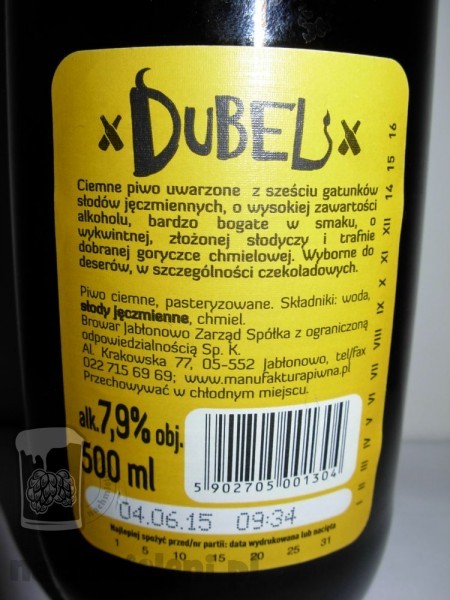 x DUBEL x
Ciemne piwo uwarzone z sześciu gatunków
słodów jęczmiennych, o wysokiej zawartości
alkoholu, bardzo bogate w smaku, o
wykwintnej, złożonej słodyczy i trafnie
dobranej goryczce chmielowej. Wyborne do
deserów, w szczególności czekoladowych.
Piwo ciemne, pasteryzowane. Składniki: woda,
słody jęczmienne, chmiel.
Browar Jabłonowo Zarząd Spółka z ograniczoną
odpowiedzialnością Sp. K.
Al. Krakowska 77, 05-552 Jabłonowo, tel/fax
022 715 69 69; www.manufakturapiwna.pl
Przechowywać w chłodnym miejscu.
alk.7,9% obj.
500 ml
5 902705 001304
04.06.15 09:34
Najlepiej spożyć przed/nr partii: data wydrukowana lub nacięta
1 5 10 15 20 25 31
I II III IV V VI VII VIII IX X XI XII 14 15 16